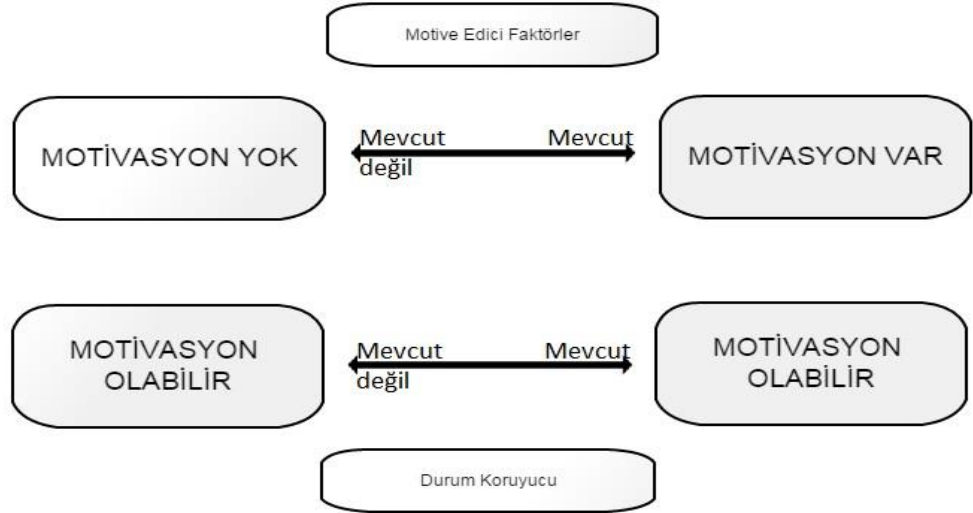 Motive Edici Faktörler
MOTİVASYON YOK
Mevcut
değil
Mevcut
MOTİVASYON VAR
MOTİVASYON
OLABİLİR
Mevcut
değil
Mevcut
MOTİVASYON
OLABİLİR
Durum Koruyucu